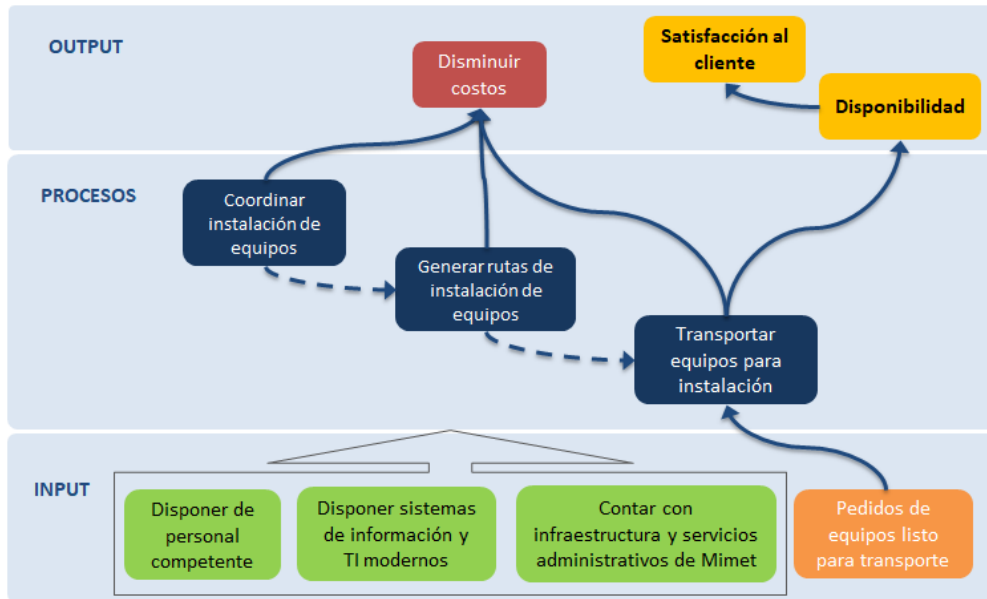 OUTPUT
Disminuir
costos
Satisfacción al
cliente
Disponibilidad
PROCESOS
Coordinar
instalación de
equipos
Generar rutas de
instalación de
equipos
Transportar
equipos para
instalación
INPUT
Disponer de
personal
competente
Disponer sistemas
de información y
TI modernos
Contar con
infraestructura y servicios
administrativos de Mimet
Pedidos de
equipos listo
para transporte